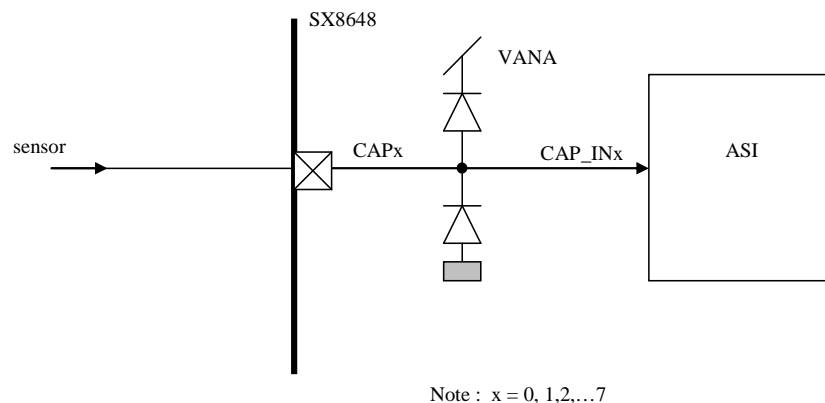 SX8648
VANA
sensor
CAPx
CAP_INx
ASI
Note : x = 0, 1,2,…7